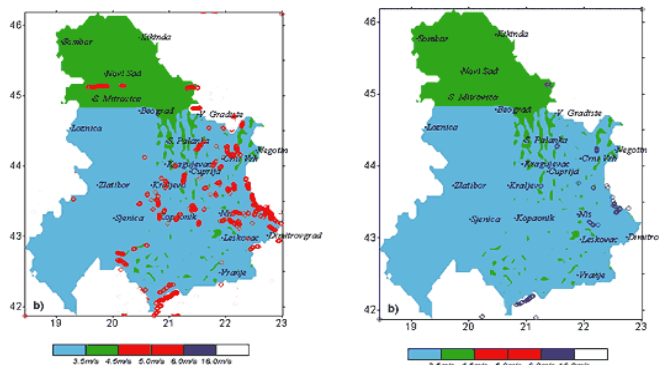 46
Sombor
Kikinda
Novi Sad
45
S. Mitrovica
Beograd
V. Gradiste
Loznica
S. Palanka
Negotin
44
Crni Vrh
Kragujevac
Cuprija
Zlatibor
Kraljevo
Sjenica
Kopaonik
Nis
43
Leskovac
Dimitrovgrad
Vranje
42
b)
19 20 21 22 23
3.5m/s 4.5m/s 5.0m/s 6.0m/s 16.0m/s
46
Sombor
Kikinda
Novi Sad
45
S. Mitrovica
Beograd
V. Gradiste
Loznica
S. Palanka
Negotin
44
Crni Vrh
Kragujevac
Cuprija
Zlatibor
Kraljevo
Sjenica
Kopaonik
Nis
43
Leskovac
Dimitro
Vranje
42
b)
19 20 21 22 23